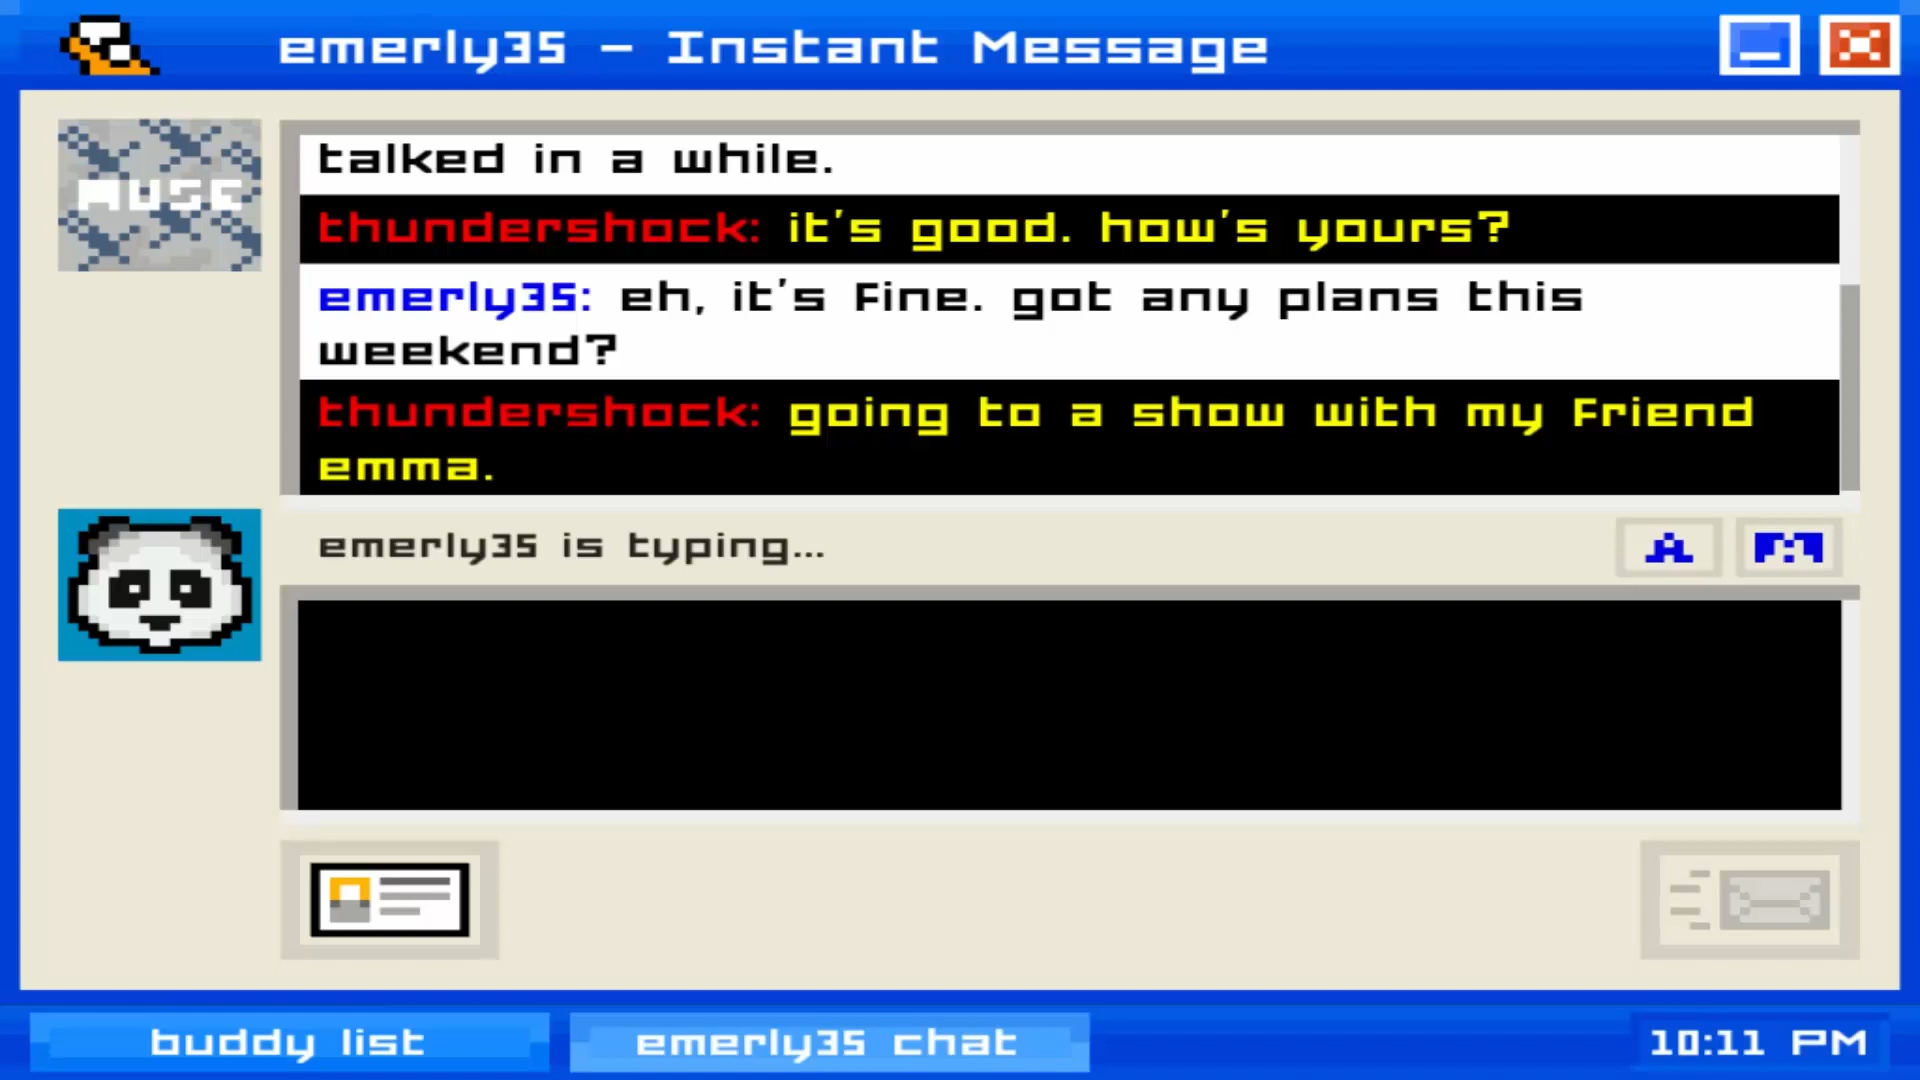 emerly35 - Instant Message
MUSE
talked in a while.
thundershock: it's good. how's yours?
emerly35: eh, it's fine. got any plans this
weekend?
thundershock: going to a show with my friend
emma.
emerly35 is typing...
A
buddy list
emerly35 chat
10:11 PM